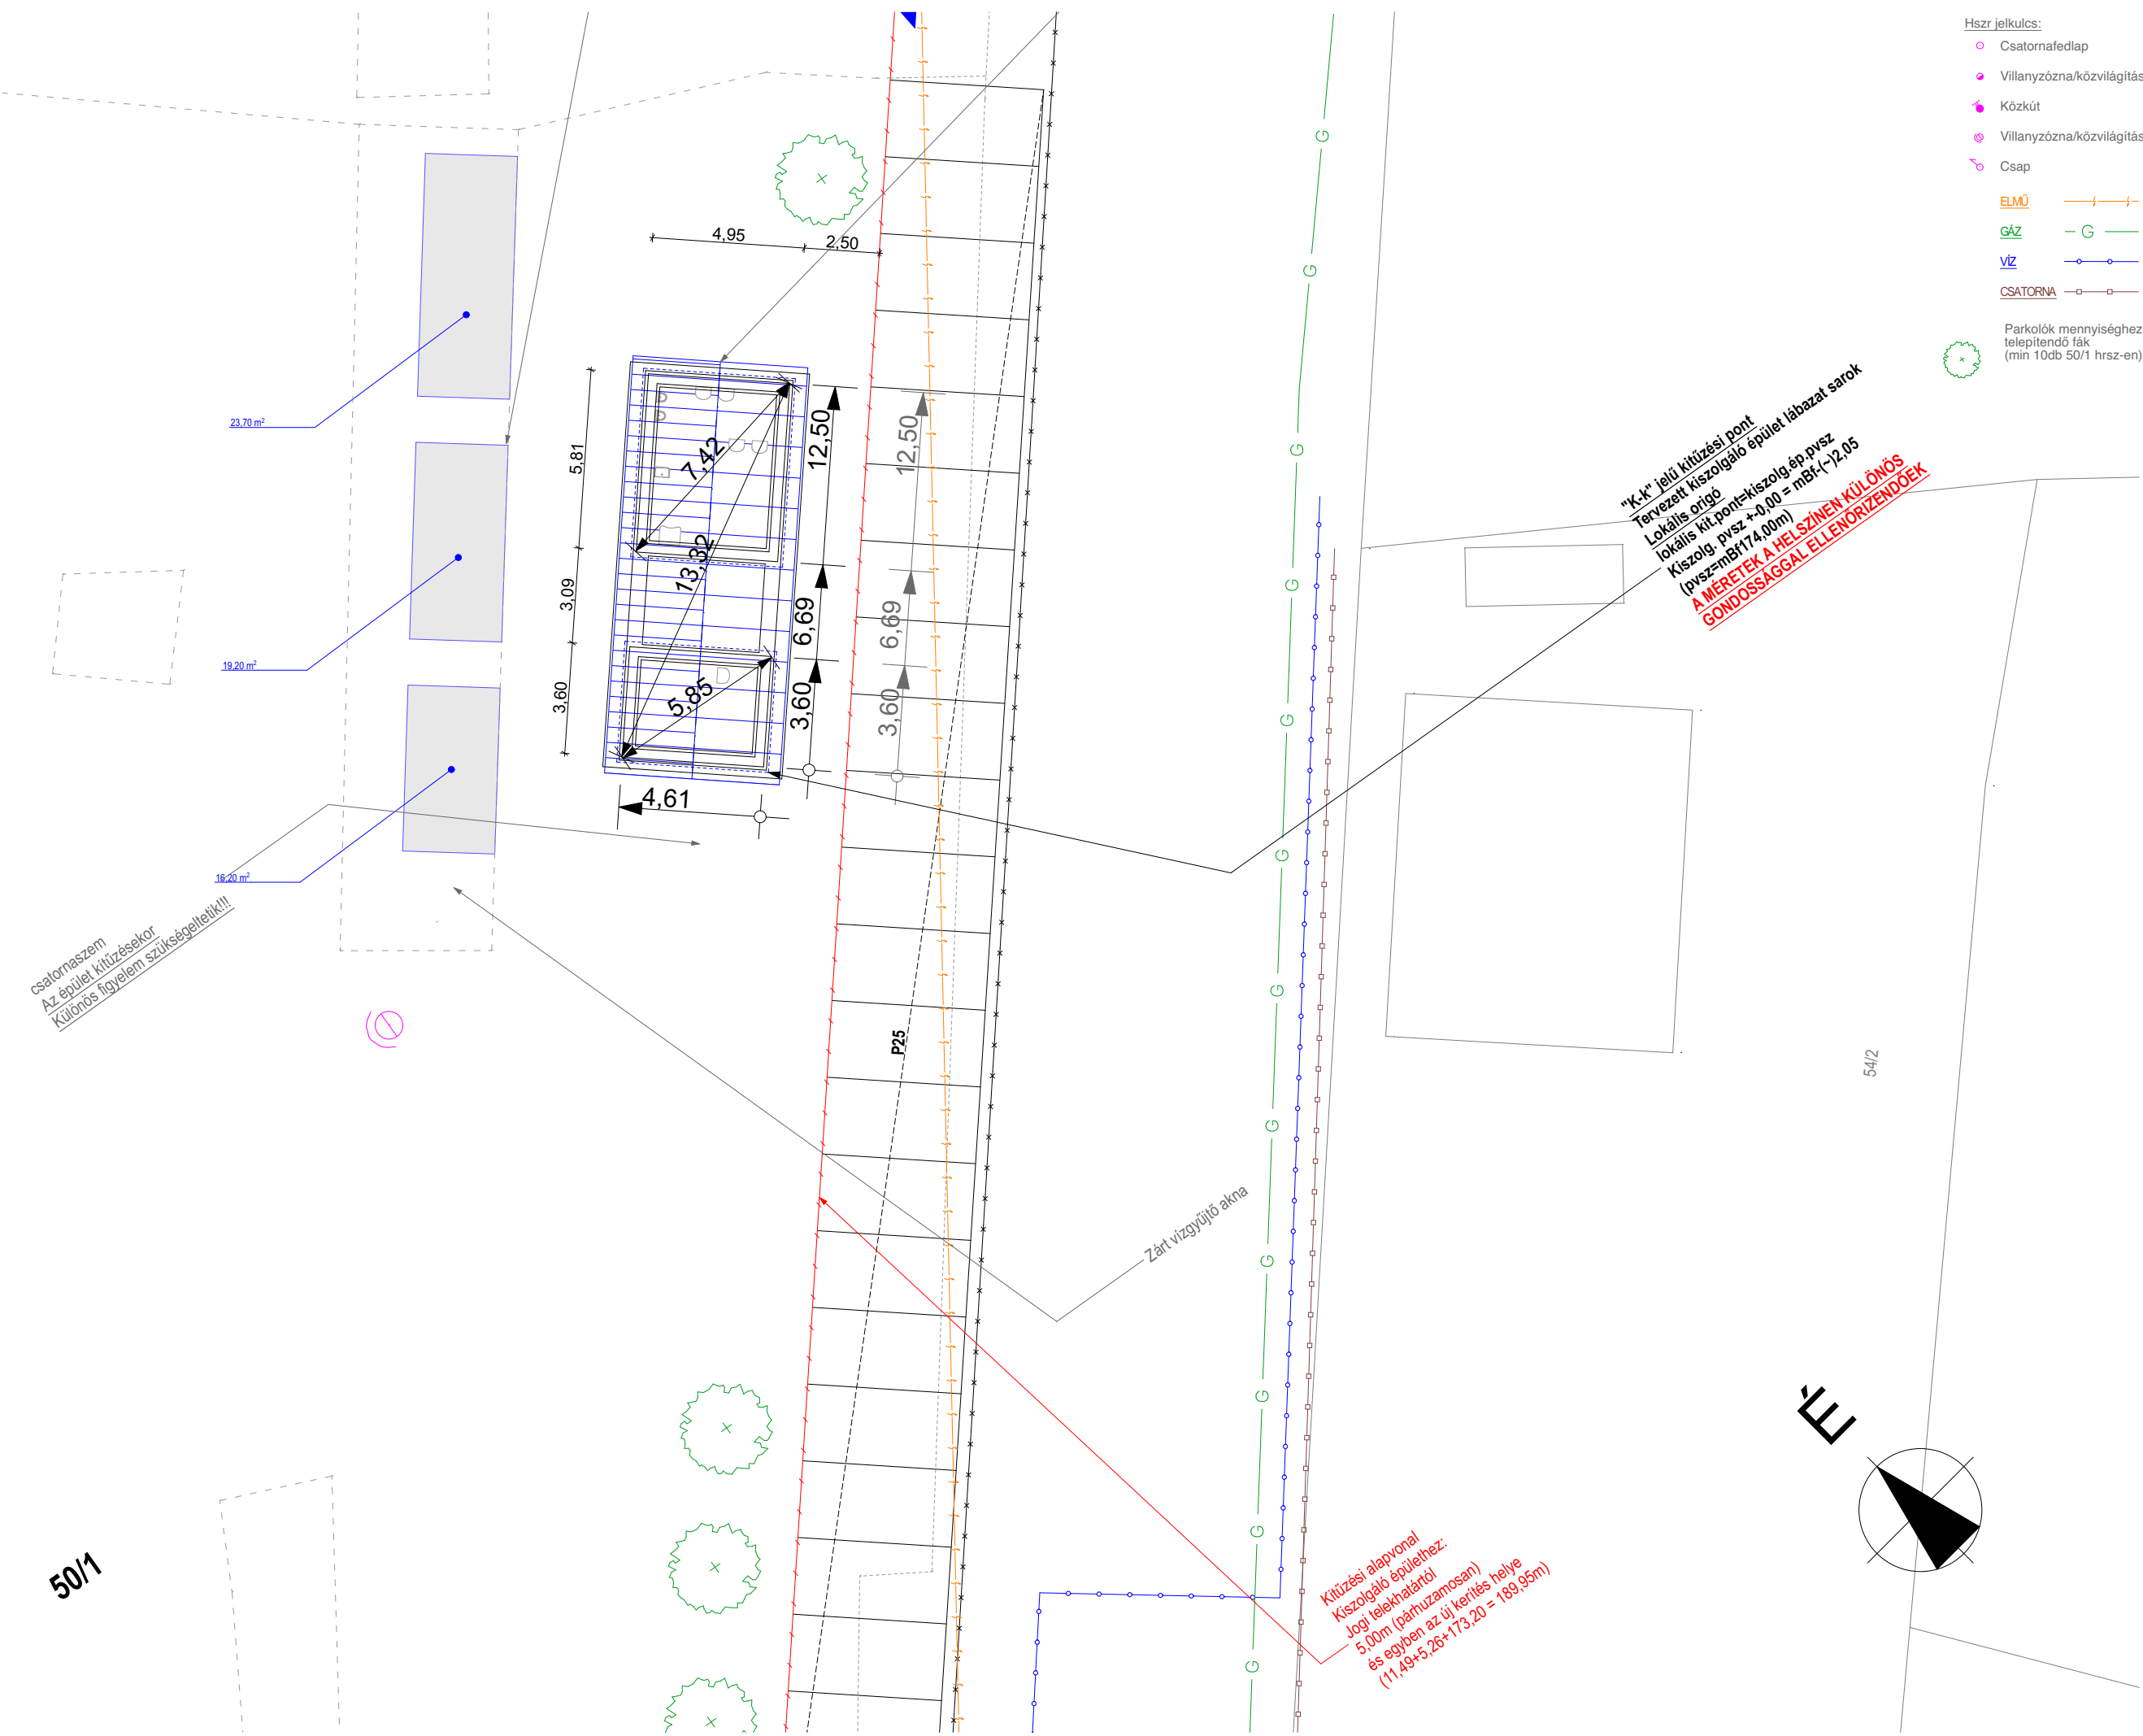 Hszr jelkulcs:
Csatornafedlap
Villanyzózna/közvilágítás
Közkút
Villanyzózna/közvilágítás
Csap
ELMŰ
GÁZ
G
VÍZ
CSATORNA
Parkolók mennyiséghez
telepítendő fák
(min 10db 50/1 hrsz-en)
G
G
G
G
G
G
G
G
G
G
G
G
4,95
2,50
23,70 m²
19,20 m²
16,20 m²
5,81
3,09
3,60
7,42
13,32
5,85
12,50
6,69
3,60
12,50
6,69
3,60
4,61
"K-k" jelű kitűzési pont
Tervezett kiszolgáló épület lábazat sarok
Lokális origó
lokális kit.pont=kiszolg.ép.pvsz
Kiszolg. pvsz +-0,00 = mBf-(~)2,05
(pvsz=mBf174,00m)
A MÉRETEK A HELSZÍNEN KÜLÖNÖS
GONDOSSÁGGAL ELLENŐRIZENDŐEK
csatornaszem
Az épület kitűzésekor
Különös figyelem szükségeltetik!!!
P25
54/2
Zárt vízgyűjtő akna
Kitűzési alapvonal
Kiszolgáló épülethez:
Jogi telekhatártól
5,00m (párhuzamosan)
és egyben az új kerítés helye
(11,49+5,26+173,20 = 189,95m)
É
50/1